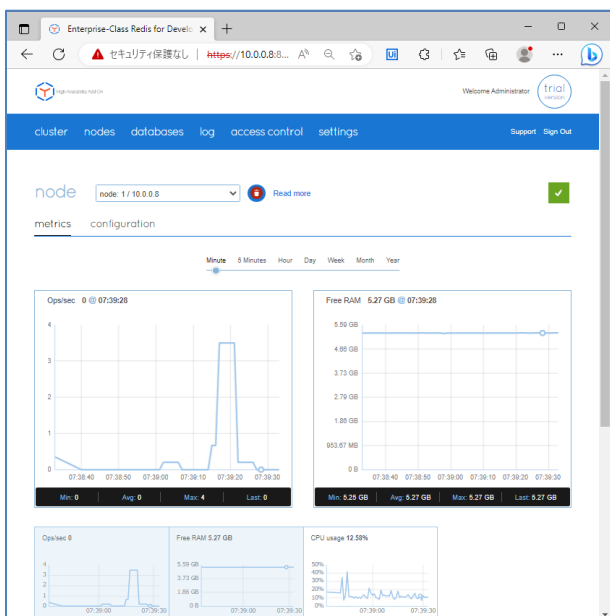 Enterprise-Class Redis for Develo
セキュリティ保護なし | https://10.0.0.8:8...
High Availability Add-On
Welcome Administrator
trial
version
cluster nodes databases log access control settings
Support Sign Out
node
node: 1 / 10.0.0.8
Read more
metrics configuration
Minute 5 Minutes Hour Day Week Month Year
Ops/sec 0 @ 07:39:28
4
3
2
1
0
07:38:40 07:38:50 07:39:00 07:39:10 07:39:20 07:39:30
Min: 0 Avg: 0 Max: 4 Last: 0
Free RAM 5.27 GB @ 07:39:28
5.59 GB
4.66 GB
3.73 GB
2.79 GB
1.86 GB
953.67 MB
0 B
07:38:40 07:38:50 07:39:00 07:39:10 07:39:20 07:39:30
Min: 5.25 GB Avg: 5.27 GB Max: 5.27 GB Last: 5.27 GB
Ops/sec 0
4
3
2
1
0
07:39:00 07:39:30
Free RAM 5.27 GB
5.59 GB
3.73 GB
1.86 GB
0 B
07:39:00 07:39:30
CPU usage 12.58%
50%
40%
30%
20%
10%
0%
07:39:00 07:39:30